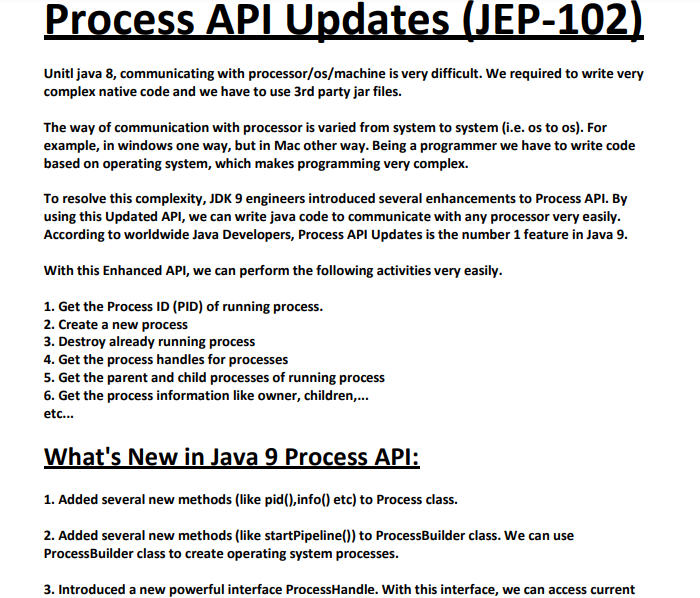 Process API Updates (JEP-102)
Unitl java 8, communicating with processor/os/machine is very difficult. We required to write very
complex native code and we have to use 3rd party jar files.
The way of communication with processor is varied from system to system (i.e. os to os). For
example, in windows one way, but in Mac other way. Being a programmer we have to write code
based on operating system, which makes programming very complex.
To resolve this complexity, JDK 9 engineers introduced several enhancements to Process API. By
using this Updated API, we can write java code to communicate with any processor very easily.
According to worldwide Java Developers, Process API Updates is the number 1 feature in Java 9.
With this Enhanced API, we can perform the following activities very easily.
1. Get the Process ID (PID) of running process.
2. Create a new process
3. Destroy already running process
4. Get the process handles for processes
5. Get the parent and child processes of running process
6. Get the process information like owner, children,...
etc...
What's New in Java 9 Process API:
1. Added several new methods (like pid(),info() etc) to Process class.
2. Added several new methods (like startPipeline()) to ProcessBuilder class. We can use
ProcessBuilder class to create operating system processes.
3. Introduced a new powerful interface ProcessHandle. With this interface, we can access current